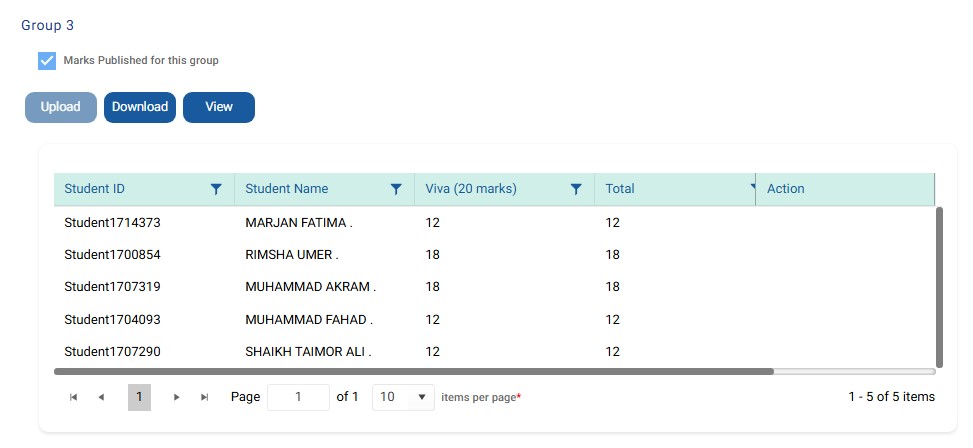 Group 3
Marks Published for this group
Upload Download View
Student ID Student Name Viva (20 marks) Total Action
Student1714373 MARJAN FATIMA . 12 12
Student1700854 RIMSHA UMER . 18 18
Student1707319 MUHAMMAD AKRAM . 18 18
Student1704093 MUHAMMAD FAHAD . 12 12
Student1707290 SHAIKH TAIMOR ALI . 12 12
1 Page 1 of 1 10 items per page* 1 - 5 of 5 items